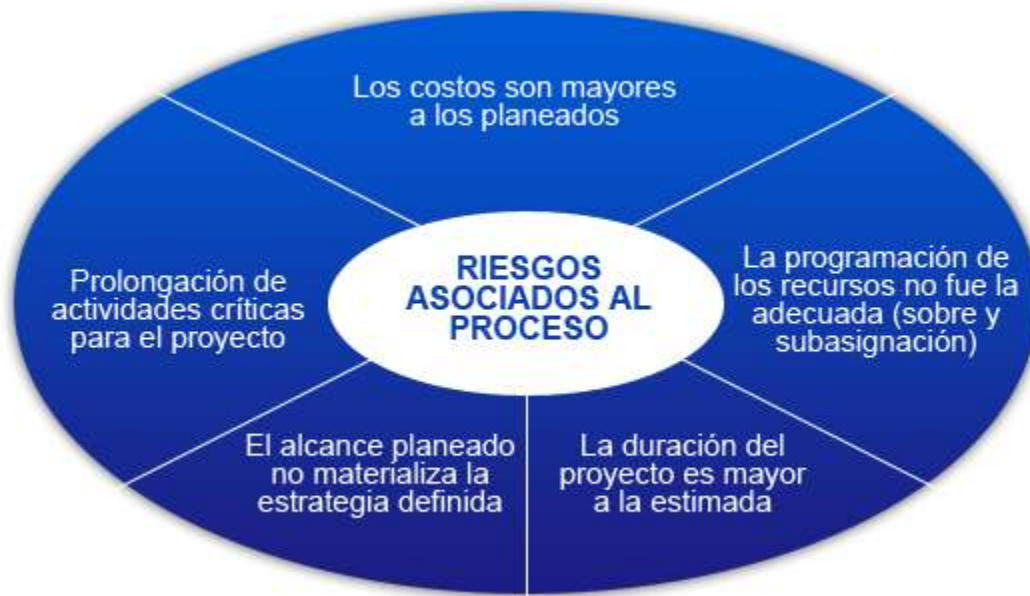 Los costos son mayores
a los planeados
La programación de
los recursos no fue la
adecuada (sobre y
subasignación)
La duración del
proyecto es mayor
a la estimada
El alcance planeado
no materializa la
estrategia definida
Prolongación de
actividades críticas
para el proyecto
RIESGOS
ASOCIADOS AL
PROCESO